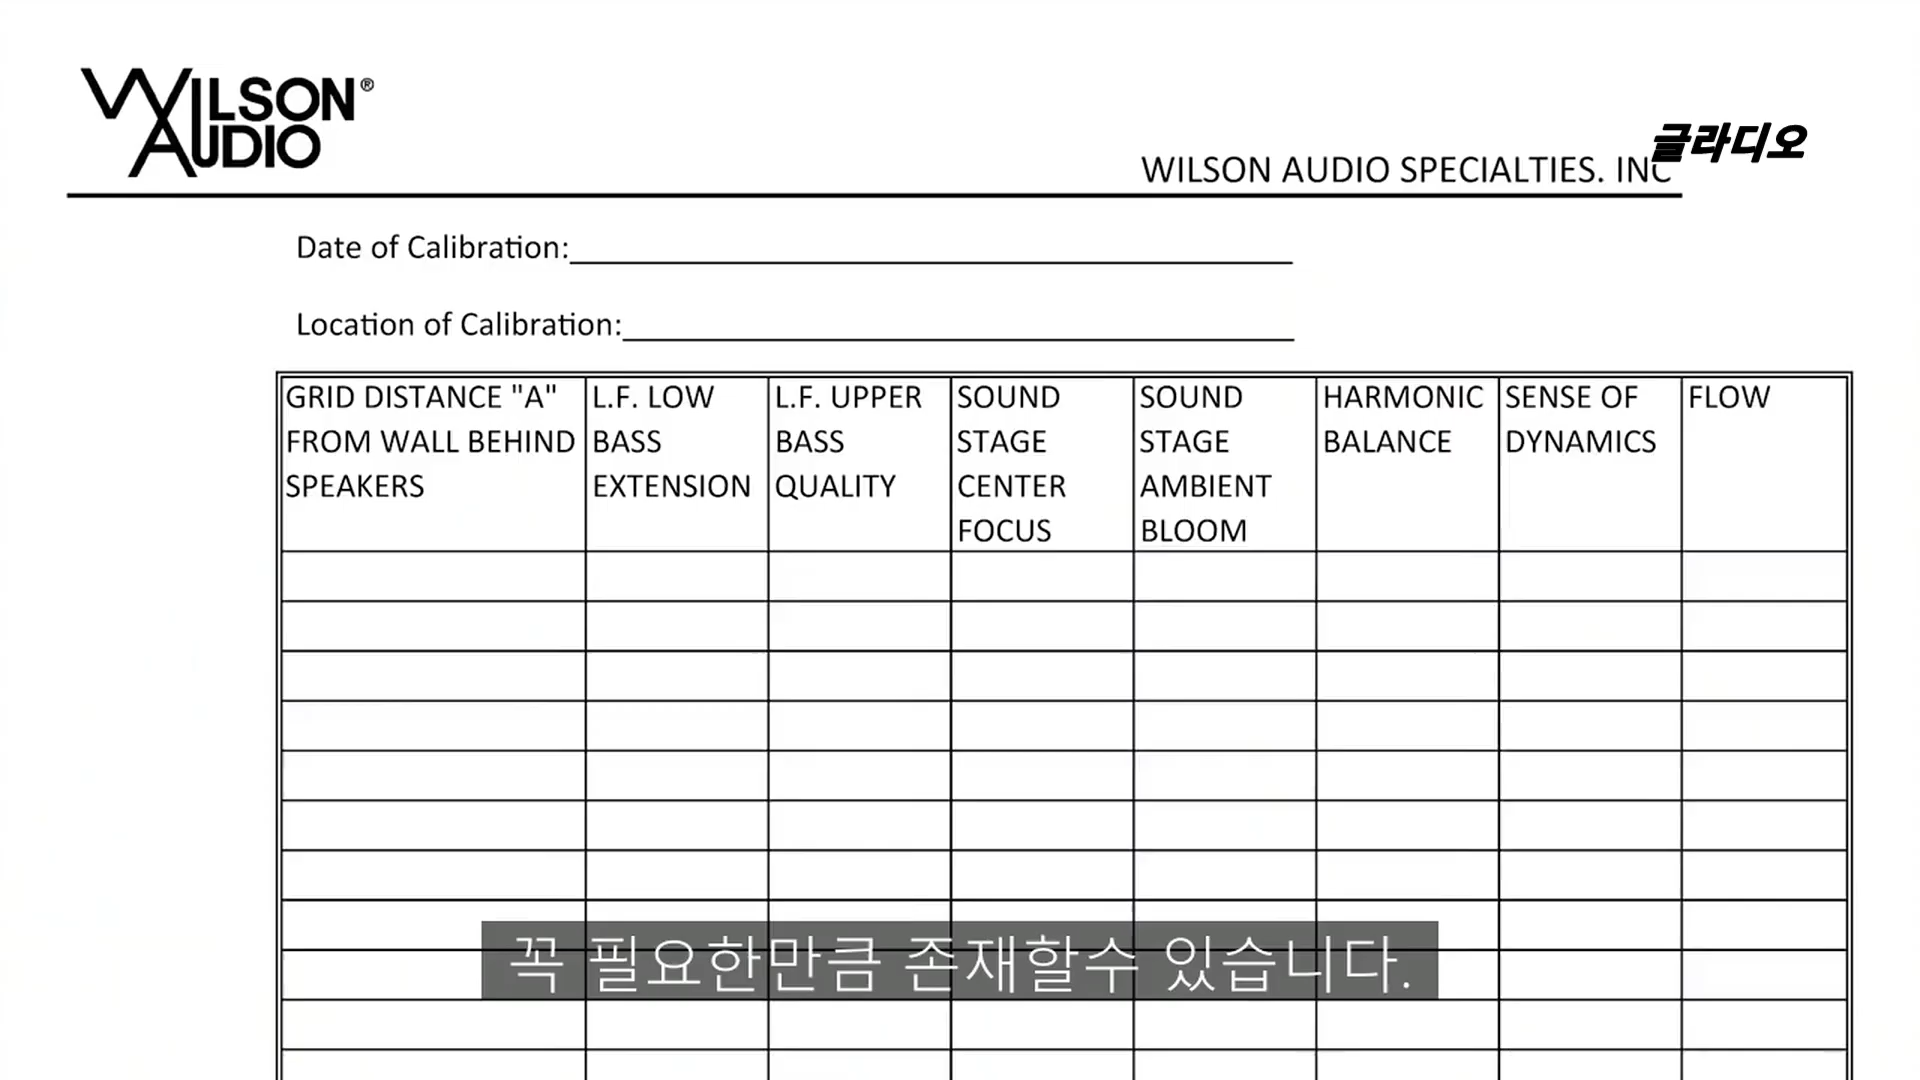 WILSON AUDIO®
글라디오
WILSON AUDIO SPECIALTIES. INC
Date of Calibration:
Location of Calibration:
GRID DISTANCE "A" FROM WALL BEHIND SPEAKERS
L.F. LOW BASS EXTENSION
L.F. UPPER BASS QUALITY
SOUND STAGE CENTER FOCUS
SOUND STAGE AMBIENT BLOOM
HARMONIC BALANCE
SENSE OF DYNAMICS
FLOW
꼭 필요한만큼 존재할수 있습니다.